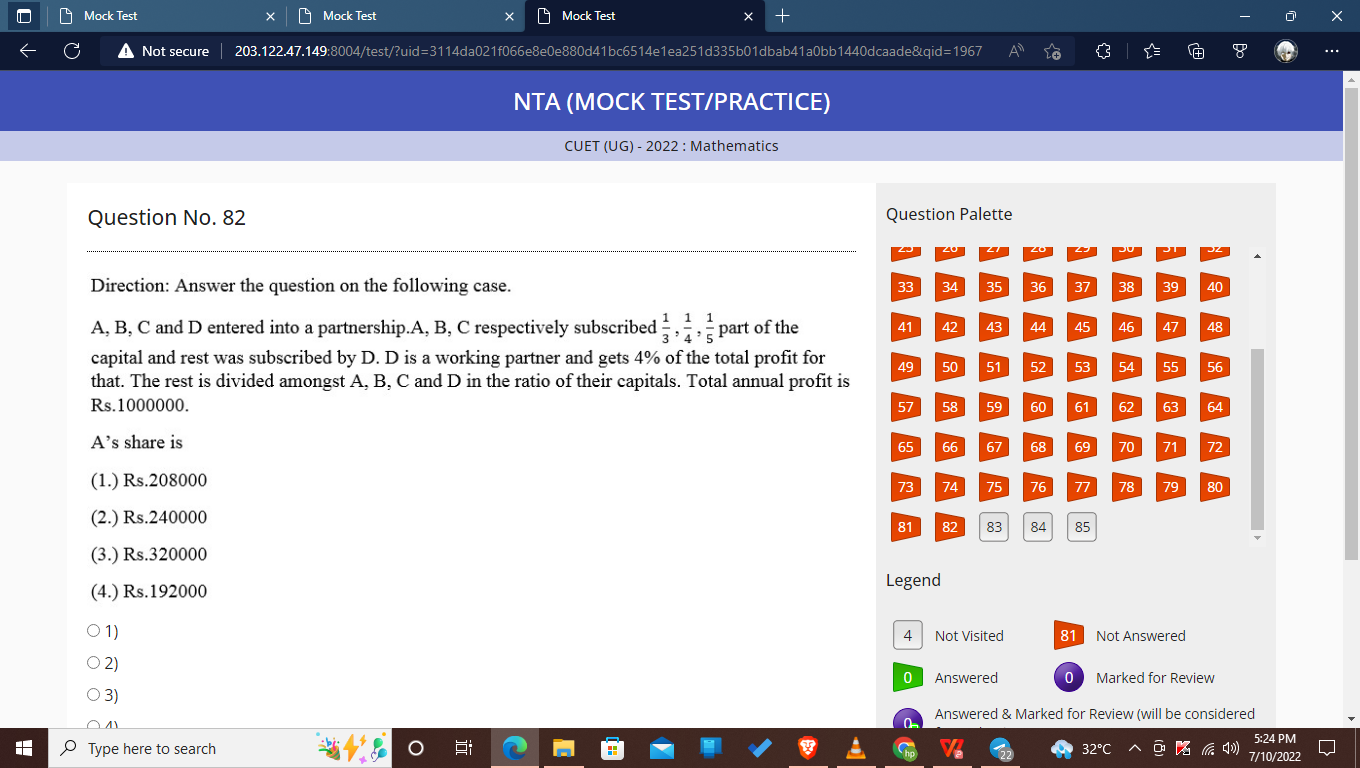 Mock Test
Mock Test
Mock Test
Not secure
203.122.47.149:8004/test/?uid=3114da021f066e8e0e880d41bc6514e1ea251d335b01dbab41a0bb1440dcaade&qid=1967
NTA (MOCK TEST/PRACTICE)
CUET (UG) - 2022 : Mathematics
Question No. 82
Direction: Answer the question on the following case.
A, B, C and D entered into a partnership.A, B, C respectively subscribed 1/3 , 1/4 , 1/5 part of the
capital and rest was subscribed by D. D is a working partner and gets 4% of the total profit for
that. The rest is divided amongst A, B, C and D in the ratio of their capitals. Total annual profit is
Rs.1000000.
A's share is
(1.) Rs.208000
(2.) Rs.240000
(3.) Rs.320000
(4.) Rs.192000
1)
2)
3)
4)
Question Palette
25 26 27 28 29 30 31 32
33 34 35 36 37 38 39 40
41 42 43 44 45 46 47 48
49 50 51 52 53 54 55 56
57 58 59 60 61 62 63 64
65 66 67 68 69 70 71 72
73 74 75 76 77 78 79 80
81 82 83 84 85
Legend
4 Not Visited
81 Not Answered
0 Answered
0 Marked for Review
0 Answered & Marked for Review (will be considered
Type here to search
hp
22
32°C
5:24 PM
7/10/2022